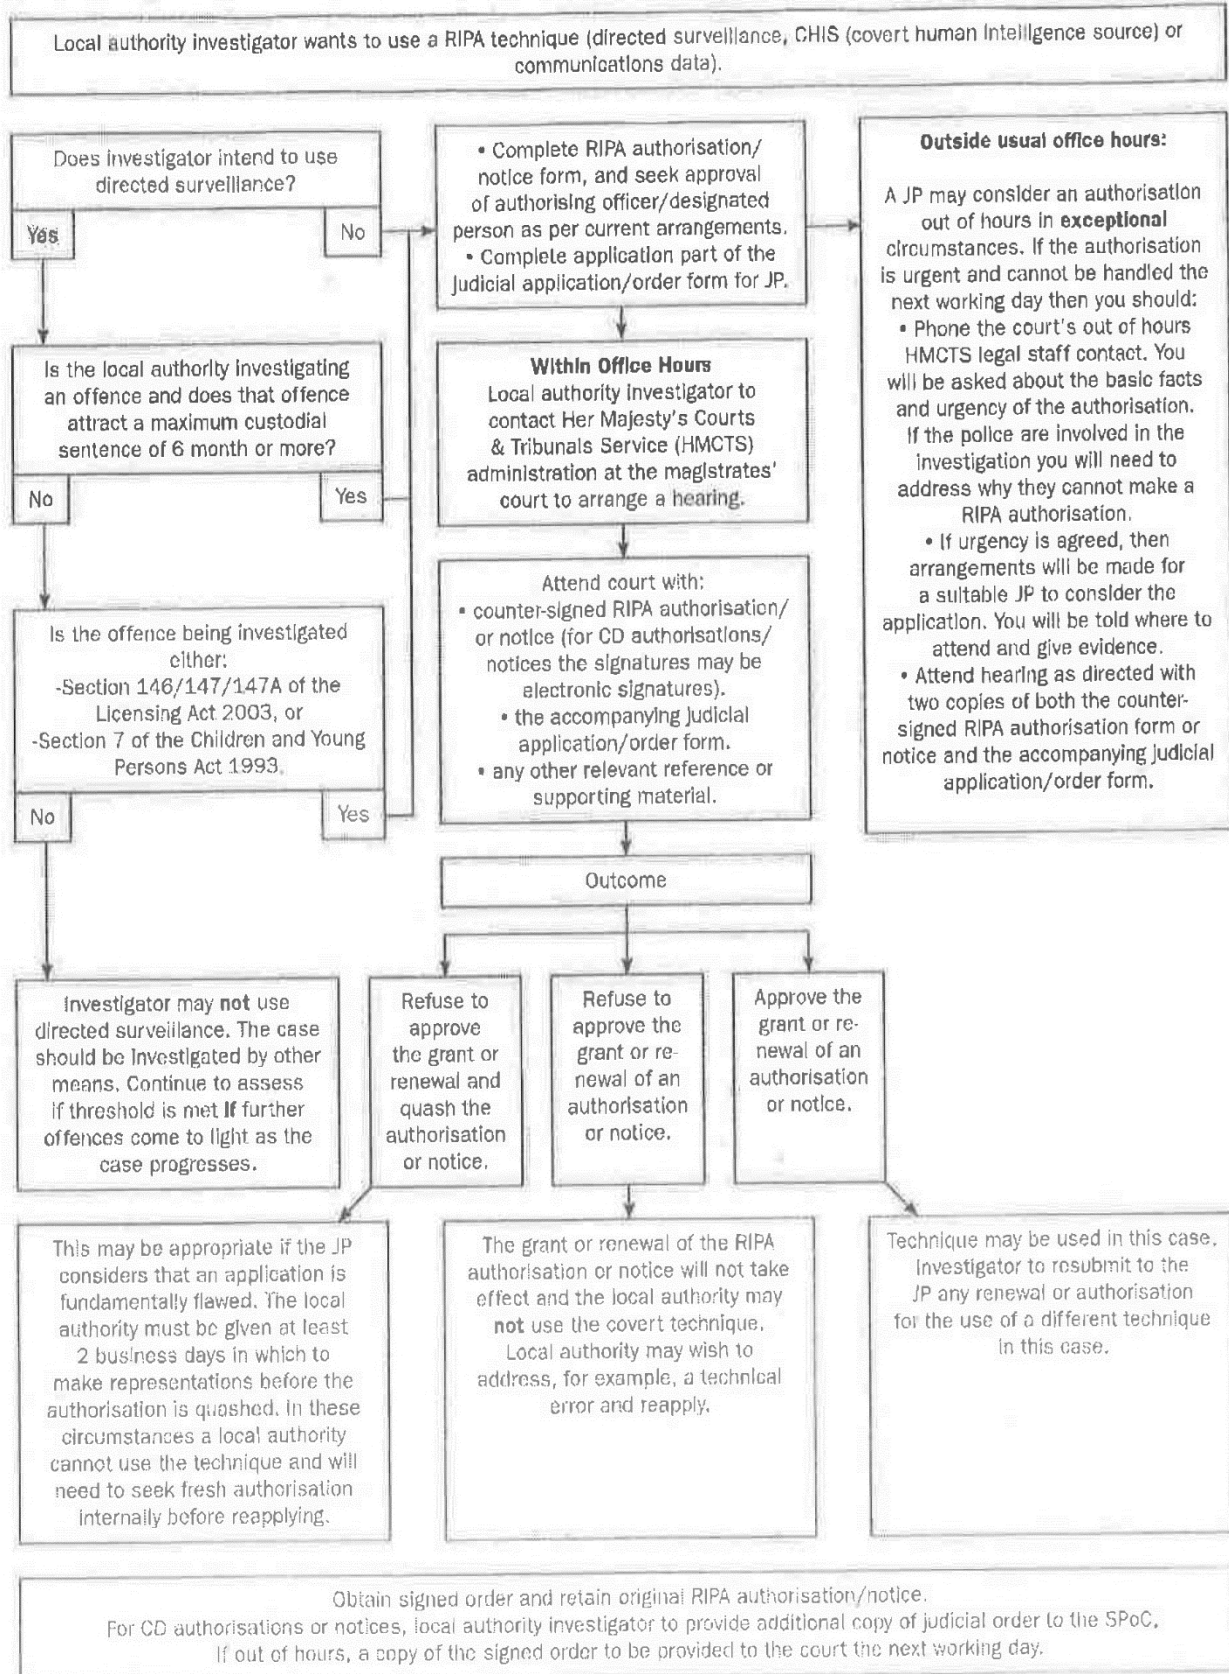 Local authority investigator wants to use a RIPA technique (directed surveillance, CHIS (covert human intelligence source) or
communications data).
Does investigator intend to use
directed surveillance?
Yes
No
Is the local authority investigating
an offence and does that offence
attract a maximum custodial
sentence of 6 month or more?
No
Yes
Is the offence being investigated
either:
-Section 146/147/147A of the
Licensing Act 2003, or
-Section 7 of the Children and Young
Persons Act 1993.
No
Yes
Investigator may not use
directed surveillance. The case
should be investigated by other
means. Continue to assess
if threshold is met if further
offences come to light as the
case progresses.
• Complete RIPA authorisation/
notice form, and seek approval
of authorising officer/designated
person as per current arrangements.
• Complete application part of the
judicial application/order form for JP.
Within Office Hours
Local authority investigator to
contact Her Majesty's Courts
& Tribunals Service (HMCTS)
administration at the magistrates'
court to arrange a hearing.
Attend court with:
• counter-signed RIPA authorisation/
or notice (for CD authorisations/
notices the signatures may be
electronic signatures).
• the accompanying judicial
application/order form.
• any other relevant reference or
supporting material.
Outside usual office hours:
A JP may consider an authorisation
out of hours in exceptional
circumstances. If the authorisation
is urgent and cannot be handled the
next working day then you should:
• Phone the court's out of hours
HMCTS legal staff contact. You
will be asked about the basic facts
and urgency of the authorisation.
If the police are involved in the
investigation you will need to
address why they cannot make a
RIPA authorisation.
• If urgency is agreed, then
arrangements will be made for
a suitable JP to consider the
application. You will be told where to
attend and give evidence.
• Attend hearing as directed with
two copies of both the counter-
signed RIPA authorisation form or
notice and the accompanying judicial
application/order form.
Outcome
Refuse to
approve
the grant or
renewal and
quash the
authorisation
or notice.
Refuse to
approve the
grant or re-
newal of an
authorisation
or notice.
Approve the
grant or re-
newal of an
authorisation
or notice.
This may be appropriate if the JP
considers that an application is
fundamentally flawed. The local
authority must be given at least
2 business days in which to
make representations before the
authorisation is quashed. In these
circumstances a local authority
cannot use the technique and will
need to seek fresh authorisation
internally before reapplying.
The grant or renewal of the RIPA
authorisation or notice will not take
effect and the local authority may
not use the covert technique.
Local authority may wish to
address, for example, a technical
error and reapply.
Technique may be used in this case.
Investigator to resubmit to the
JP any renewal or authorisation
for the use of a different technique
in this case.
Obtain signed order and retain original RIPA authorisation/notice.
For CD authorisations or notices, local authority investigator to provide additional copy of judicial order to the SPoC.
If out of hours, a copy of the signed order to be provided to the court the next working day.